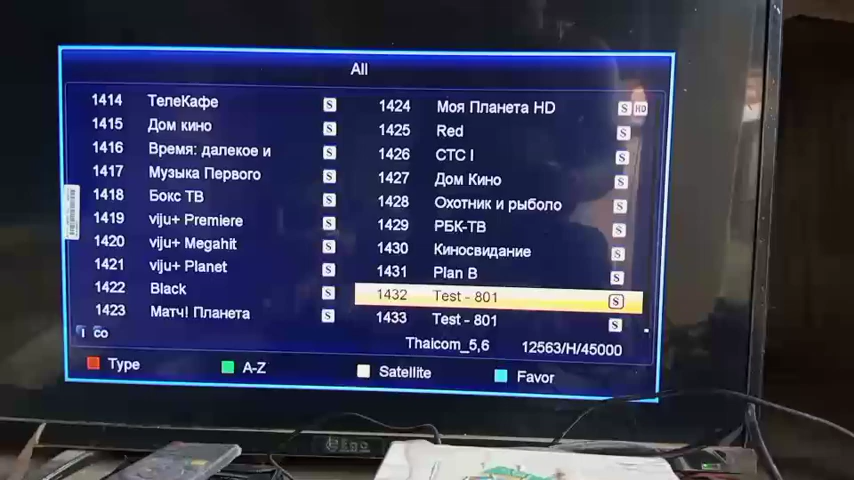 All
1414 ТелеКафе S
1415 Дом кино S
1416 Время: далекое и S
1417 Музыка Первого S
1418 Бокс ТВ S
1419 viju+ Premiere S
1420 viju+ Megahit S
1421 viju+ Planet S
1422 Black S
1423 Матч! Планета S
1424 Моя Планета HD S HD
1425 Red S
1426 СТС I S
1427 Дом Кино S
1428 Охотник и рыболо S
1429 РБК-ТВ S
1430 Киносвидание S
1431 Plan B S
1432 Test - 801 S
1433 Test - 801 S
Thaicom_5,6 12563/H/45000
Type A-Z Satellite Favor